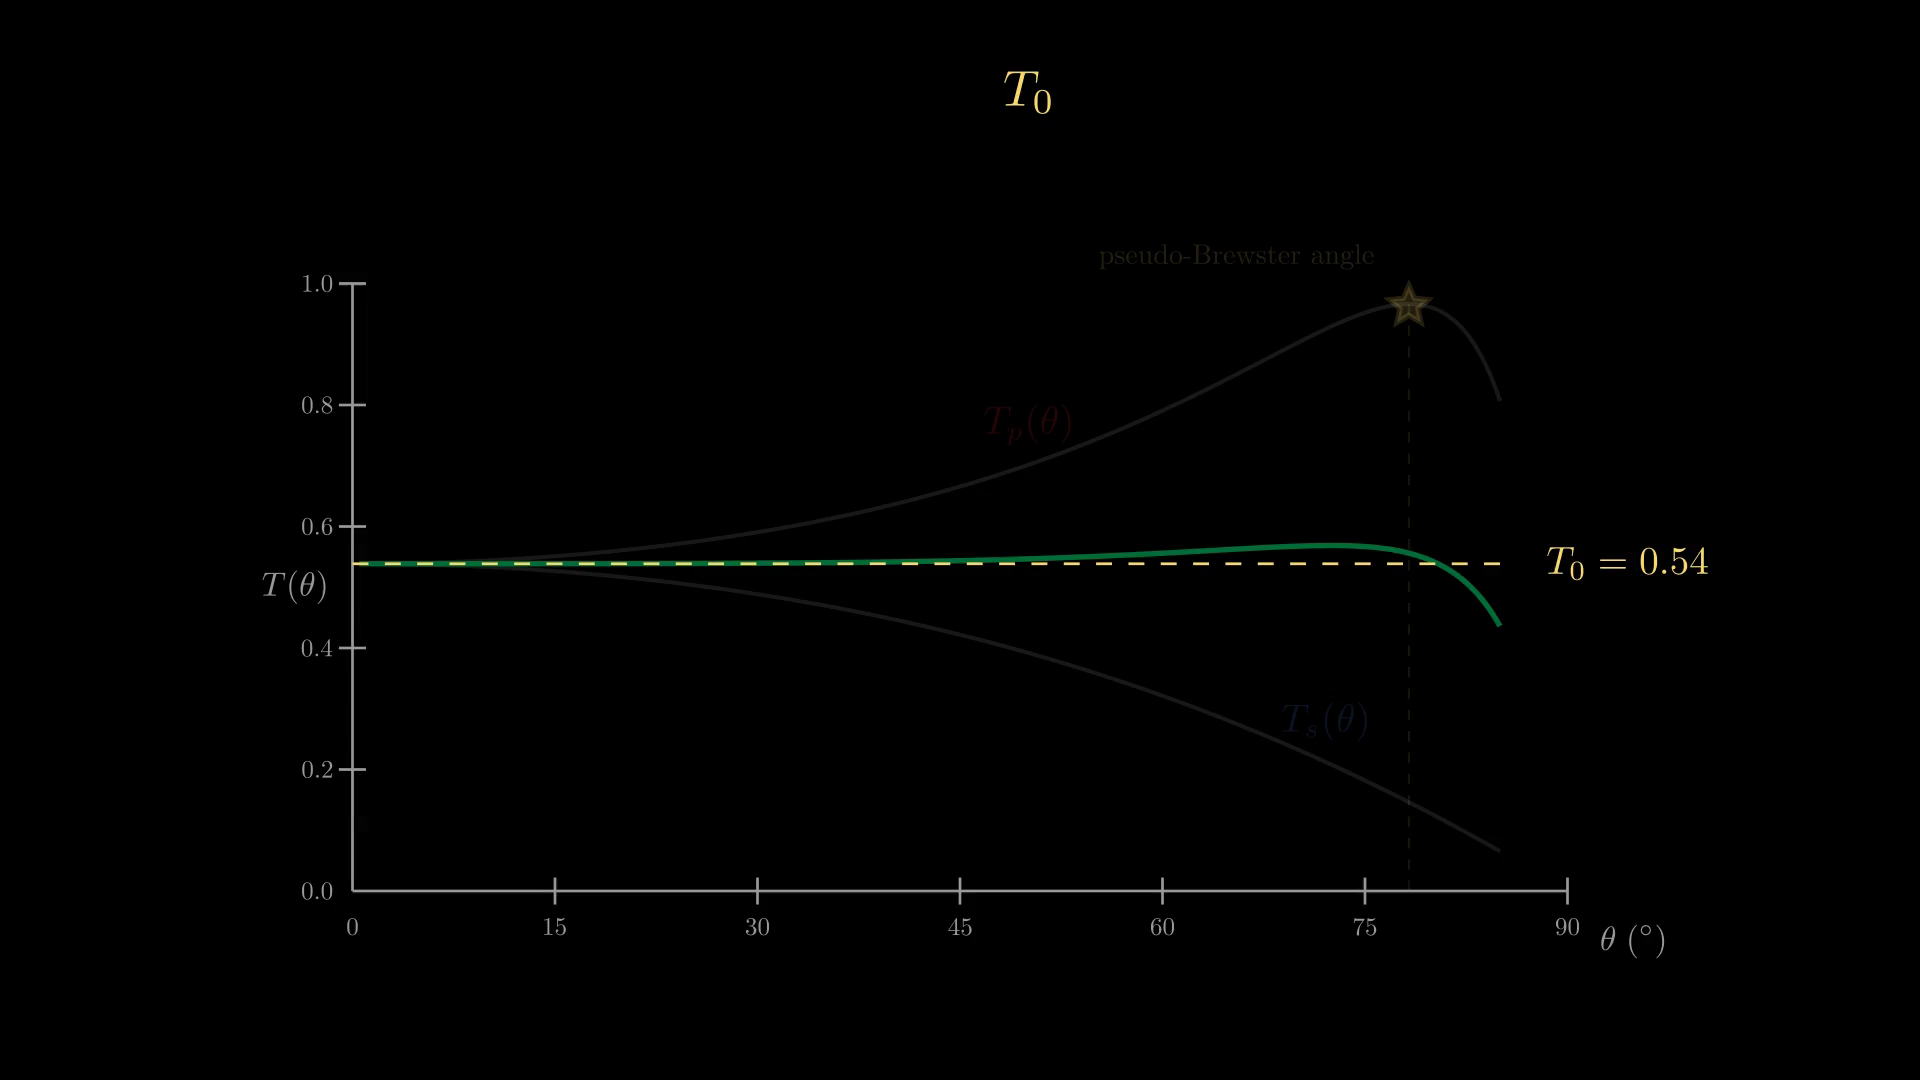 T₀
pseudo-Brewster angle
1.0
0.8
Tₚ(θ)
0.6
T₀ = 0.54
T(θ)
0.4
Tₛ(θ)
0.2
0.0
0 15 30 45 60 75 90
θ (°)